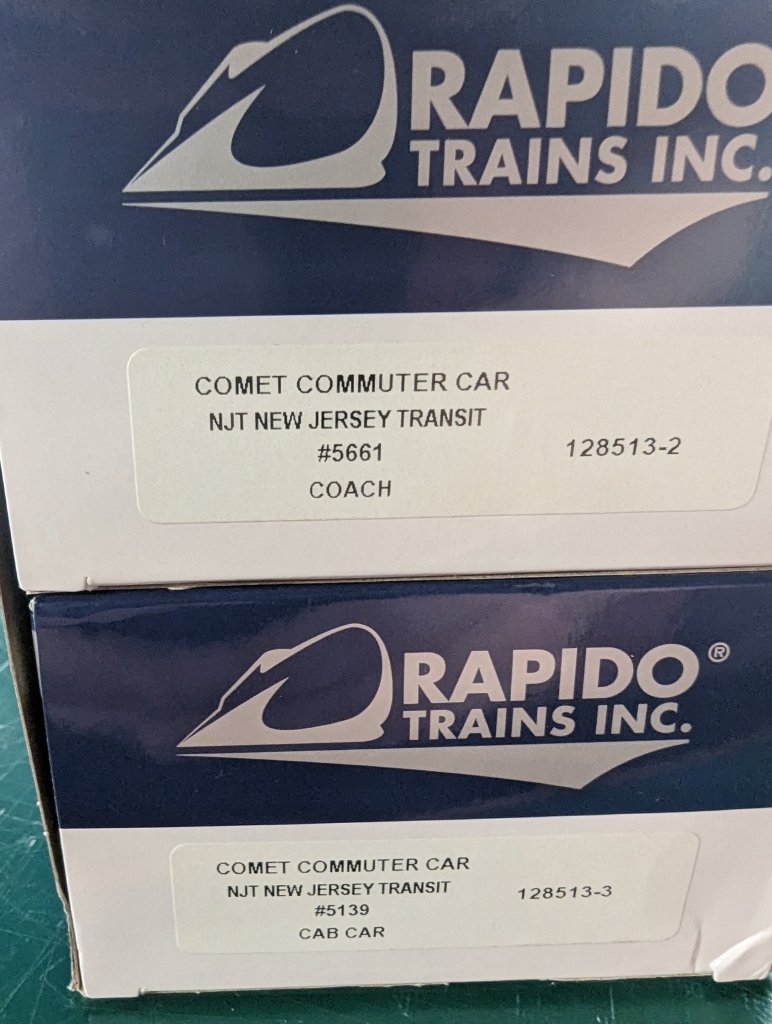 RAPIDO
TRAINS INC.
COMET COMMUTER CAR
NJT NEW JERSEY TRANSIT
#5661
128513-2
COACH
RAPIDO®
TRAINS INC.
COMET COMMUTER CAR
NJT NEW JERSEY TRANSIT
128513-3
#5139
CAB CAR